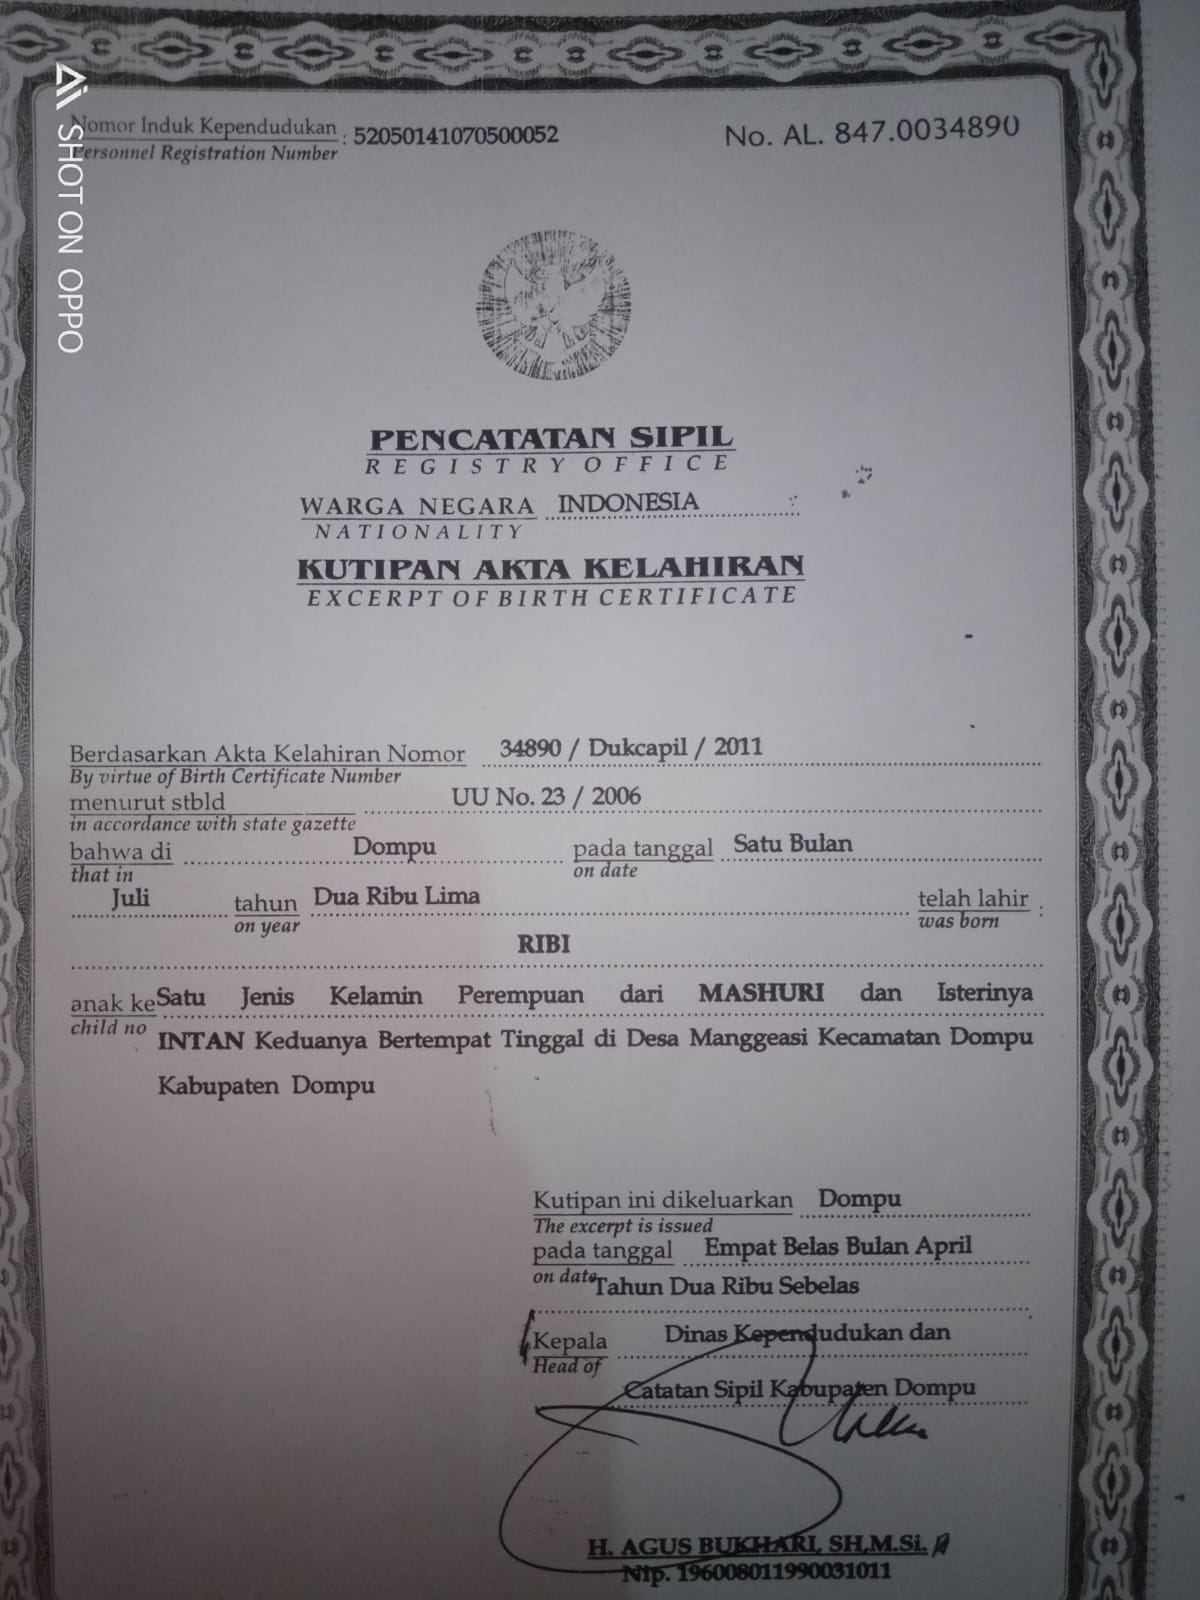 Nomor Induk Kependudukan : 52050141070500052 No. AL. 847.0034890
Personnel Registration Number
SHOT ON OPPO
PENCATATAN SIPIL
REGISTRY OFFICE
WARGA NEGARA INDONESIA
NATIONALITY
KUTIPAN AKTA KELAHIRAN
EXCERPT OF BIRTH CERTIFICATE
Berdasarkan Akta Kelahiran Nomor 34890 / Dukcapil / 2011
By virtue of Birth Certificate Number
menurut stbld UU No. 23 / 2006
in accordance with state gazette
bahwa di Dompu pada tanggal Satu Bulan
that in on date
Juli tahun Dua Ribu Lima telah lahir :
on year was born
RIBI
anak ke Satu Jenis Kelamin Perempuan dari MASHURI dan Isterinya
child no
INTAN Keduanya Bertempat Tinggal di Desa Manggeasi Kecamatan Dompu
Kabupaten Dompu
Kutipan ini dikeluarkan Dompu
The excerpt is issued
pada tanggal Empat Belas Bulan April
on date Tahun Dua Ribu Sebelas
Kepala Dinas Kependudukan dan
Head of
Catatan Sipil Kabupaten Dompu
H. AGUS BUKHARI, SH,M.Si.
Nip. 196008011990031011